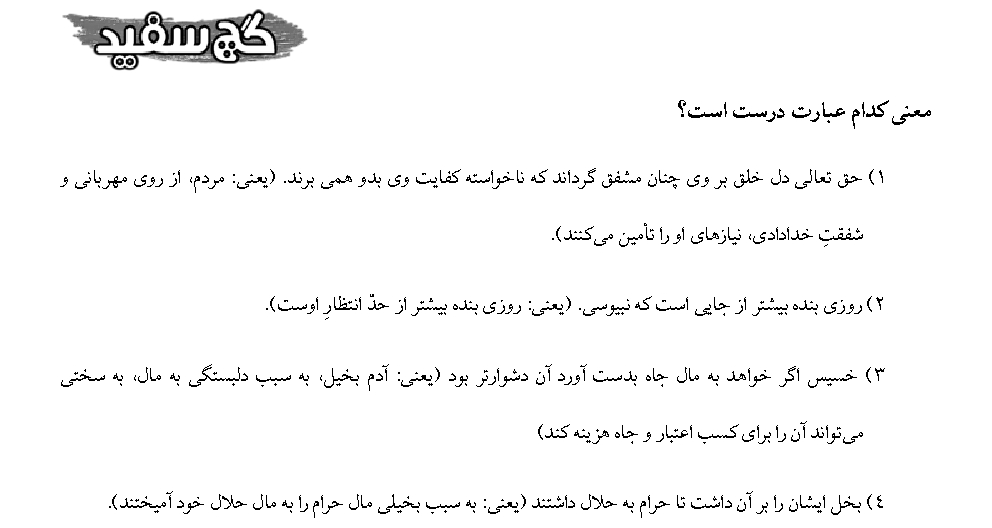 گچ سفید
معنی کدام عبارت درست است؟
۱) حق تعالی دل خلق بر وی چنان مشفق گرداند که ناخواسته کفایت وی بدو همی برند. (یعنی: مردم، از روی مهربانی و
شفقتِ خدادادی، نیازهای او را تأمین می‌کنند).
۲) روزی بنده بیشتر از جایی است که نبیوسی. (یعنی: روزی بنده بیشتر از حدّ انتظارِ اوست).
۳) خسیس اگر خواهد به مال جاه بدست آورد آن دشوارتر بود (یعنی: آدم بخیل، به سبب دلبستگی به مال، به سختی
می‌تواند آن را برای کسب اعتبار و جاه هزینه کند)
٤) بخل ایشان را بر آن داشت تا حرام به حلال داشتند (یعنی: به سبب بخیلی مال حرام را به مال حلال خود آمیختند).